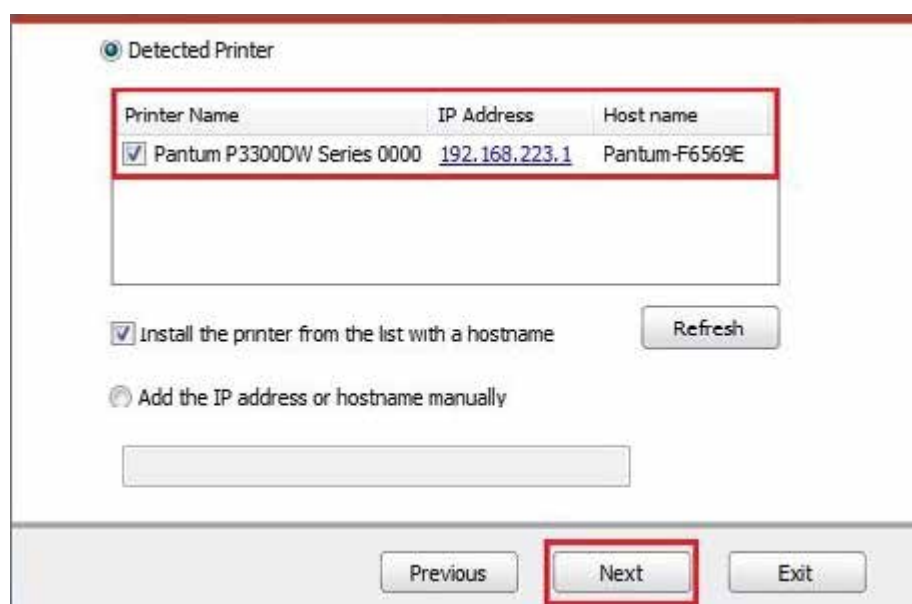 Detected Printer
Printer Name IP Address Host name
Pantum P3300DW Series 0000 192.168.223.1 Pantum-F6569E
Install the printer from the list with a hostname
Refresh
Add the IP address or hostname manually
Previous Next Exit